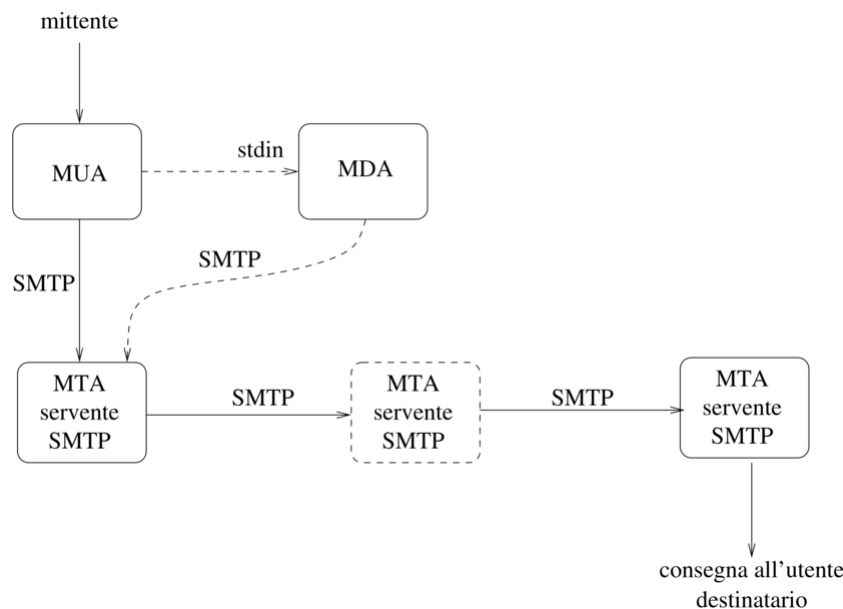 mittente
stdin
MUA
MDA
SMTP
SMTP
MTA
servente
SMTP
SMTP
MTA
servente
SMTP
SMTP
MTA
servente
SMTP
consegna all'utente
destinatario